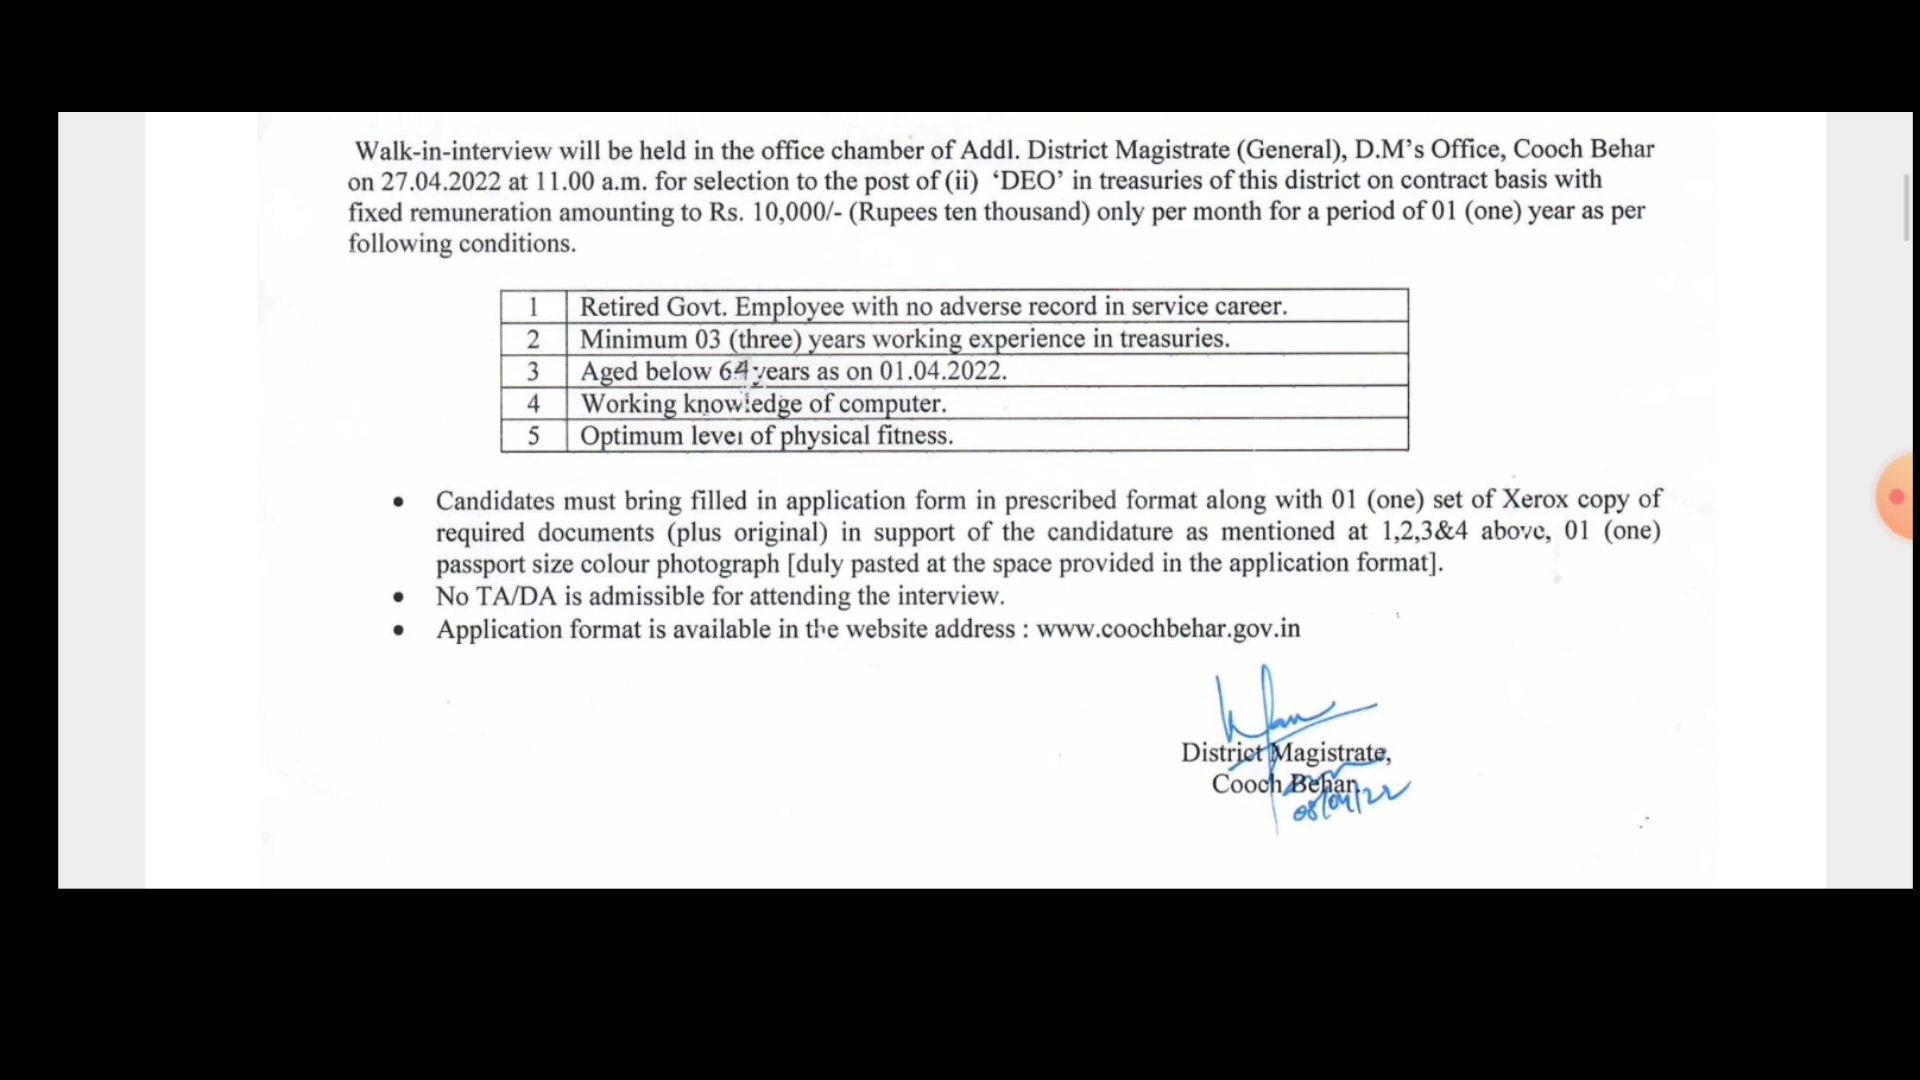 Walk-in-interview will be held in the office chamber of Addl. District Magistrate (General), D.M's Office, Cooch Behar
on 27.04.2022 at 11.00 a.m. for selection to the post of (ii) 'DEO' in treasuries of this district on contract basis with
fixed remuneration amounting to Rs. 10,000/- (Rupees ten thousand) only per month for a period of 01 (one) year as per
following conditions.
1 Retired Govt. Employee with no adverse record in service career.
2 Minimum 03 (three) years working experience in treasuries.
3 Aged below 64 years as on 01.04.2022.
4 Working knowledge of computer.
5 Optimum level of physical fitness.
• Candidates must bring filled in application form in prescribed format along with 01 (one) set of Xerox copy of
required documents (plus original) in support of the candidature as mentioned at 1,2,3&4 above, 01 (one)
passport size colour photograph [duly pasted at the space provided in the application format].
• No TA/DA is admissible for attending the interview.
• Application format is available in the website address : www.coochbehar.gov.in
District Magistrate,
Cooch Behar.
08/04/22